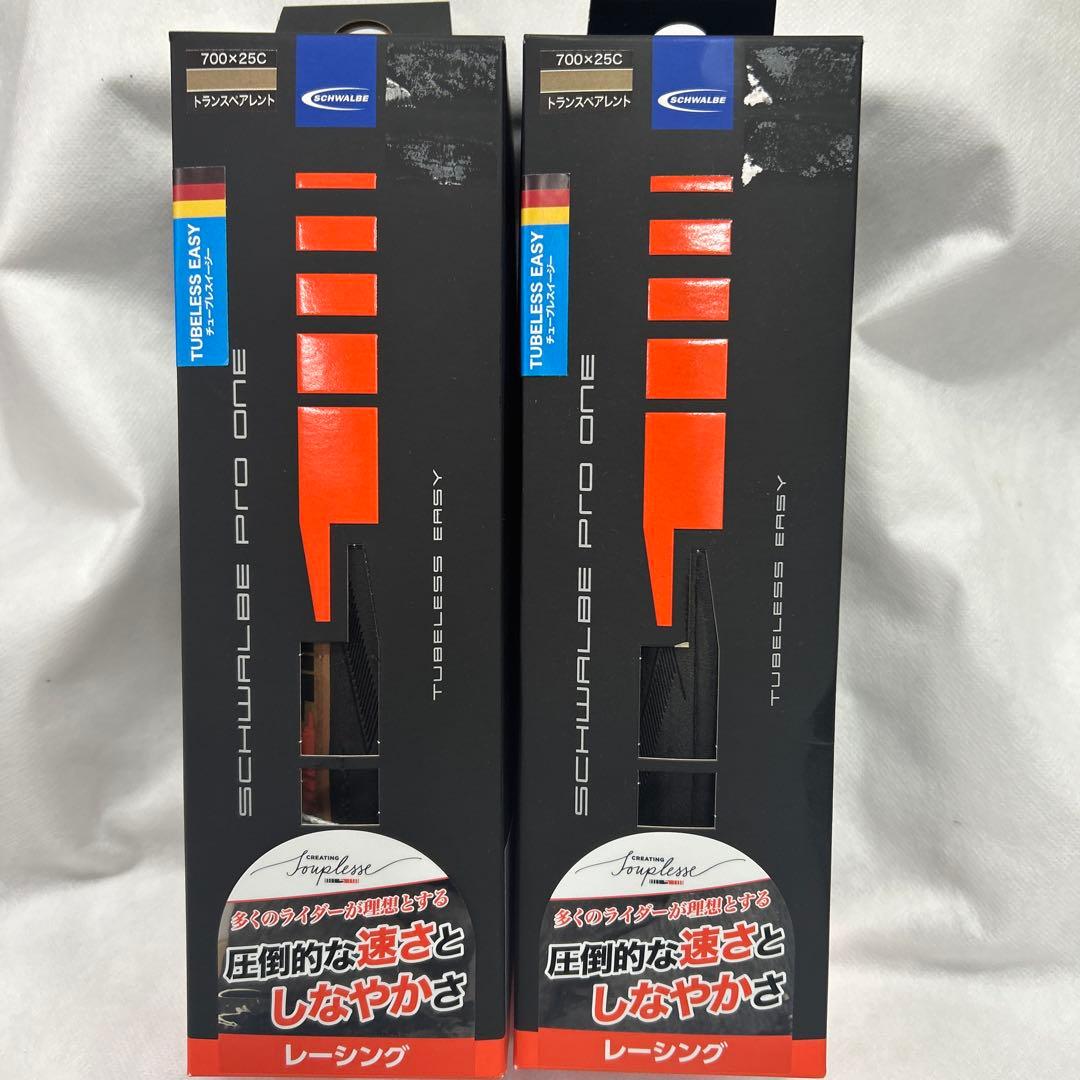 700×25C
トランスペアレント
SCHWALBE
TUBELESS EASY
チューブレスイージー
SCHWALBE PRO ONE
TUBELESS EASY
CREATING
Souplesse
多くのライダーが理想とする
圧倒的な速さと
しなやかさ
レーシング
700×25C
トランスペアレント
SCHWALBE
TUBELESS EASY
チューブレスイージー
SCHWALBE PRO ONE
TUBELESS EASY
CREATING
Souplesse
多くのライダーが理想とする
圧倒的な速さと
しなやかさ
レーシング